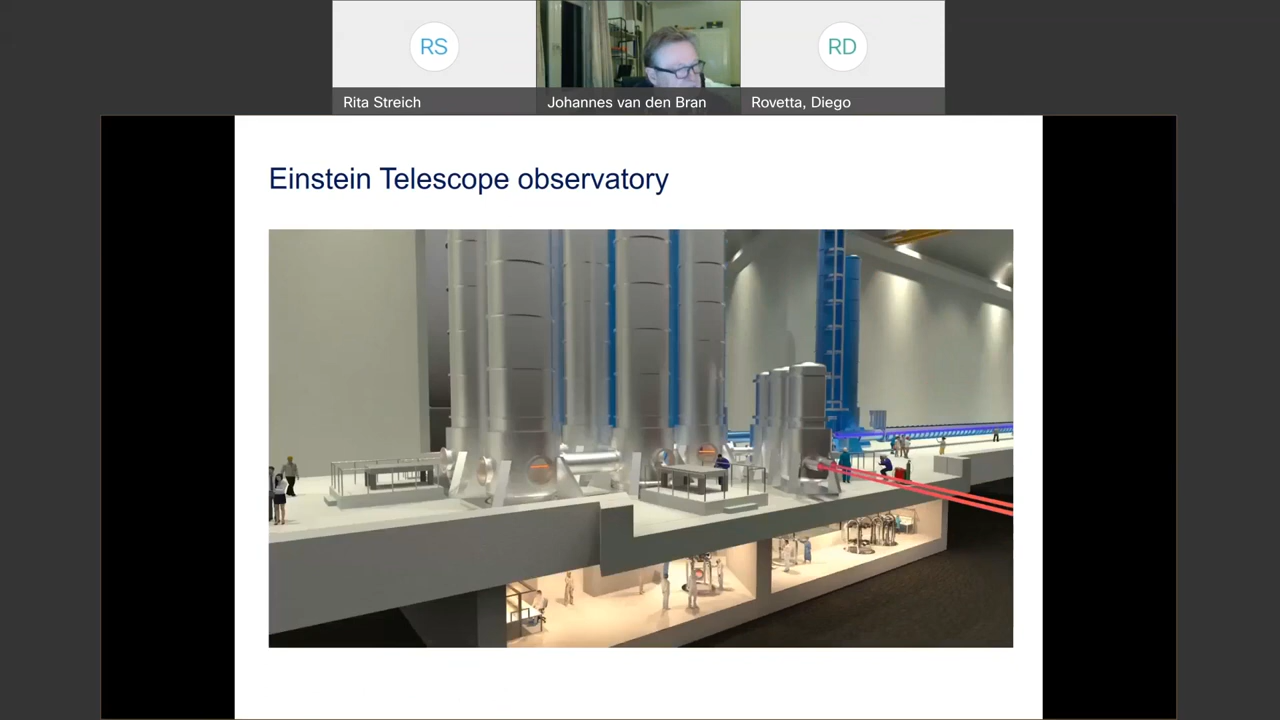 RS
RD
Rita Streich
Johannes van den Bran
Rovetta, Diego
Einstein Telescope observatory